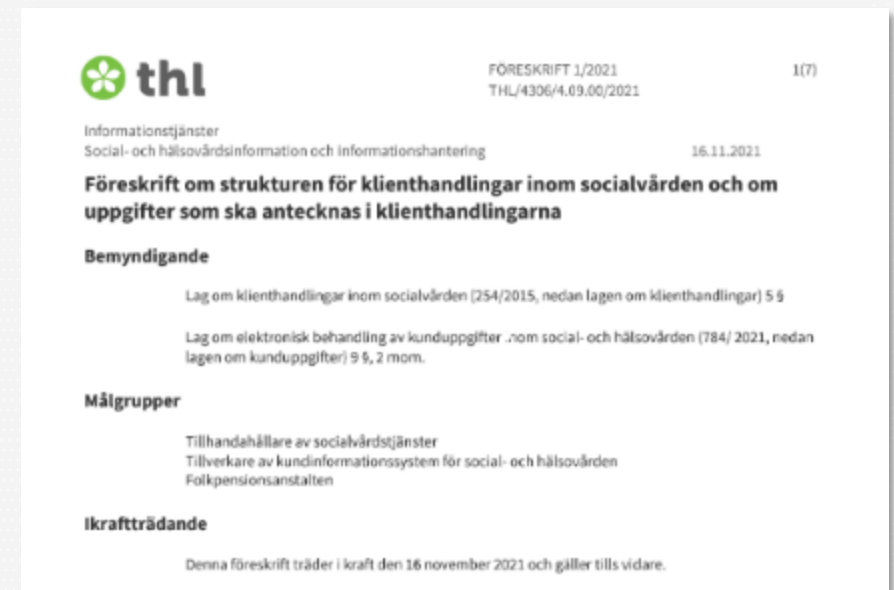 thl
FÖRESKRIFT 1/2021
1(7)
THL/4306/4.09.00/2021
Informationstjänster
Social- och hälsovårdsinformation och informationshantering
16.11.2021
Föreskrift om strukturen för klienthandlingar inom socialvården och om
uppgifter som ska antecknas i klienthandlingarna
Bemyndigande
Lag om klienthandlingar inom socialvården (254/2015, nedan lagen om klienthandlingar) 5 §
Lag om elektronisk behandling av kunduppgifter inom social- och hälsovården (784/ 2021, nedan
lagen om kunduppgifter) 9 §, 2 mom.
Målgrupper
Tillhandahållare av socialvårdstjänster
Tillverkare av kundinformationssystem för social- och hälsovården
Folkpensionsanstalten
Ikraftträdande
Denna föreskrift träder i kraft den 16 november 2021 och gäller tills vidare.